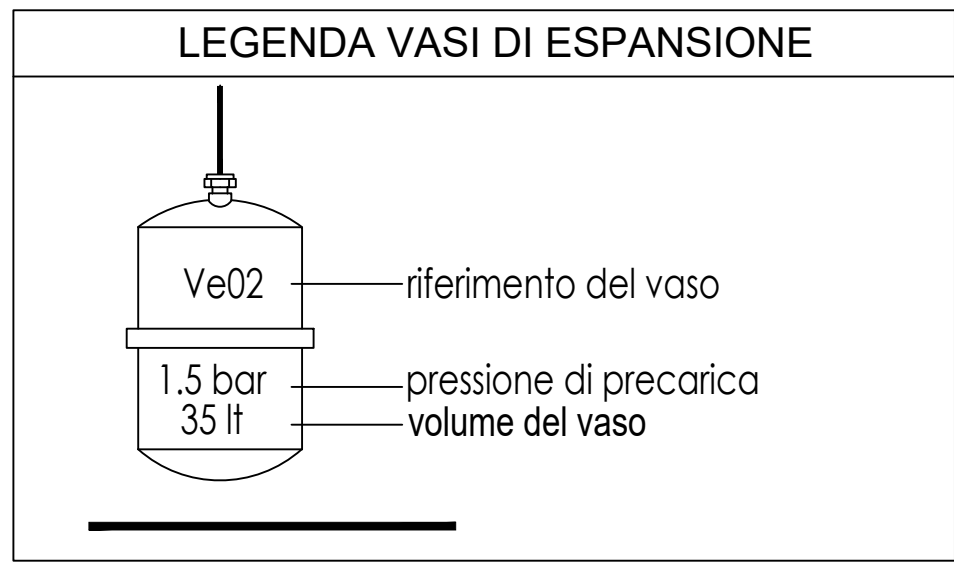 LEGENDA VASI DI ESPANSIONE
Ve02 riferimento del vaso
1.5 bar pressione di precarica
35 lt volume del vaso